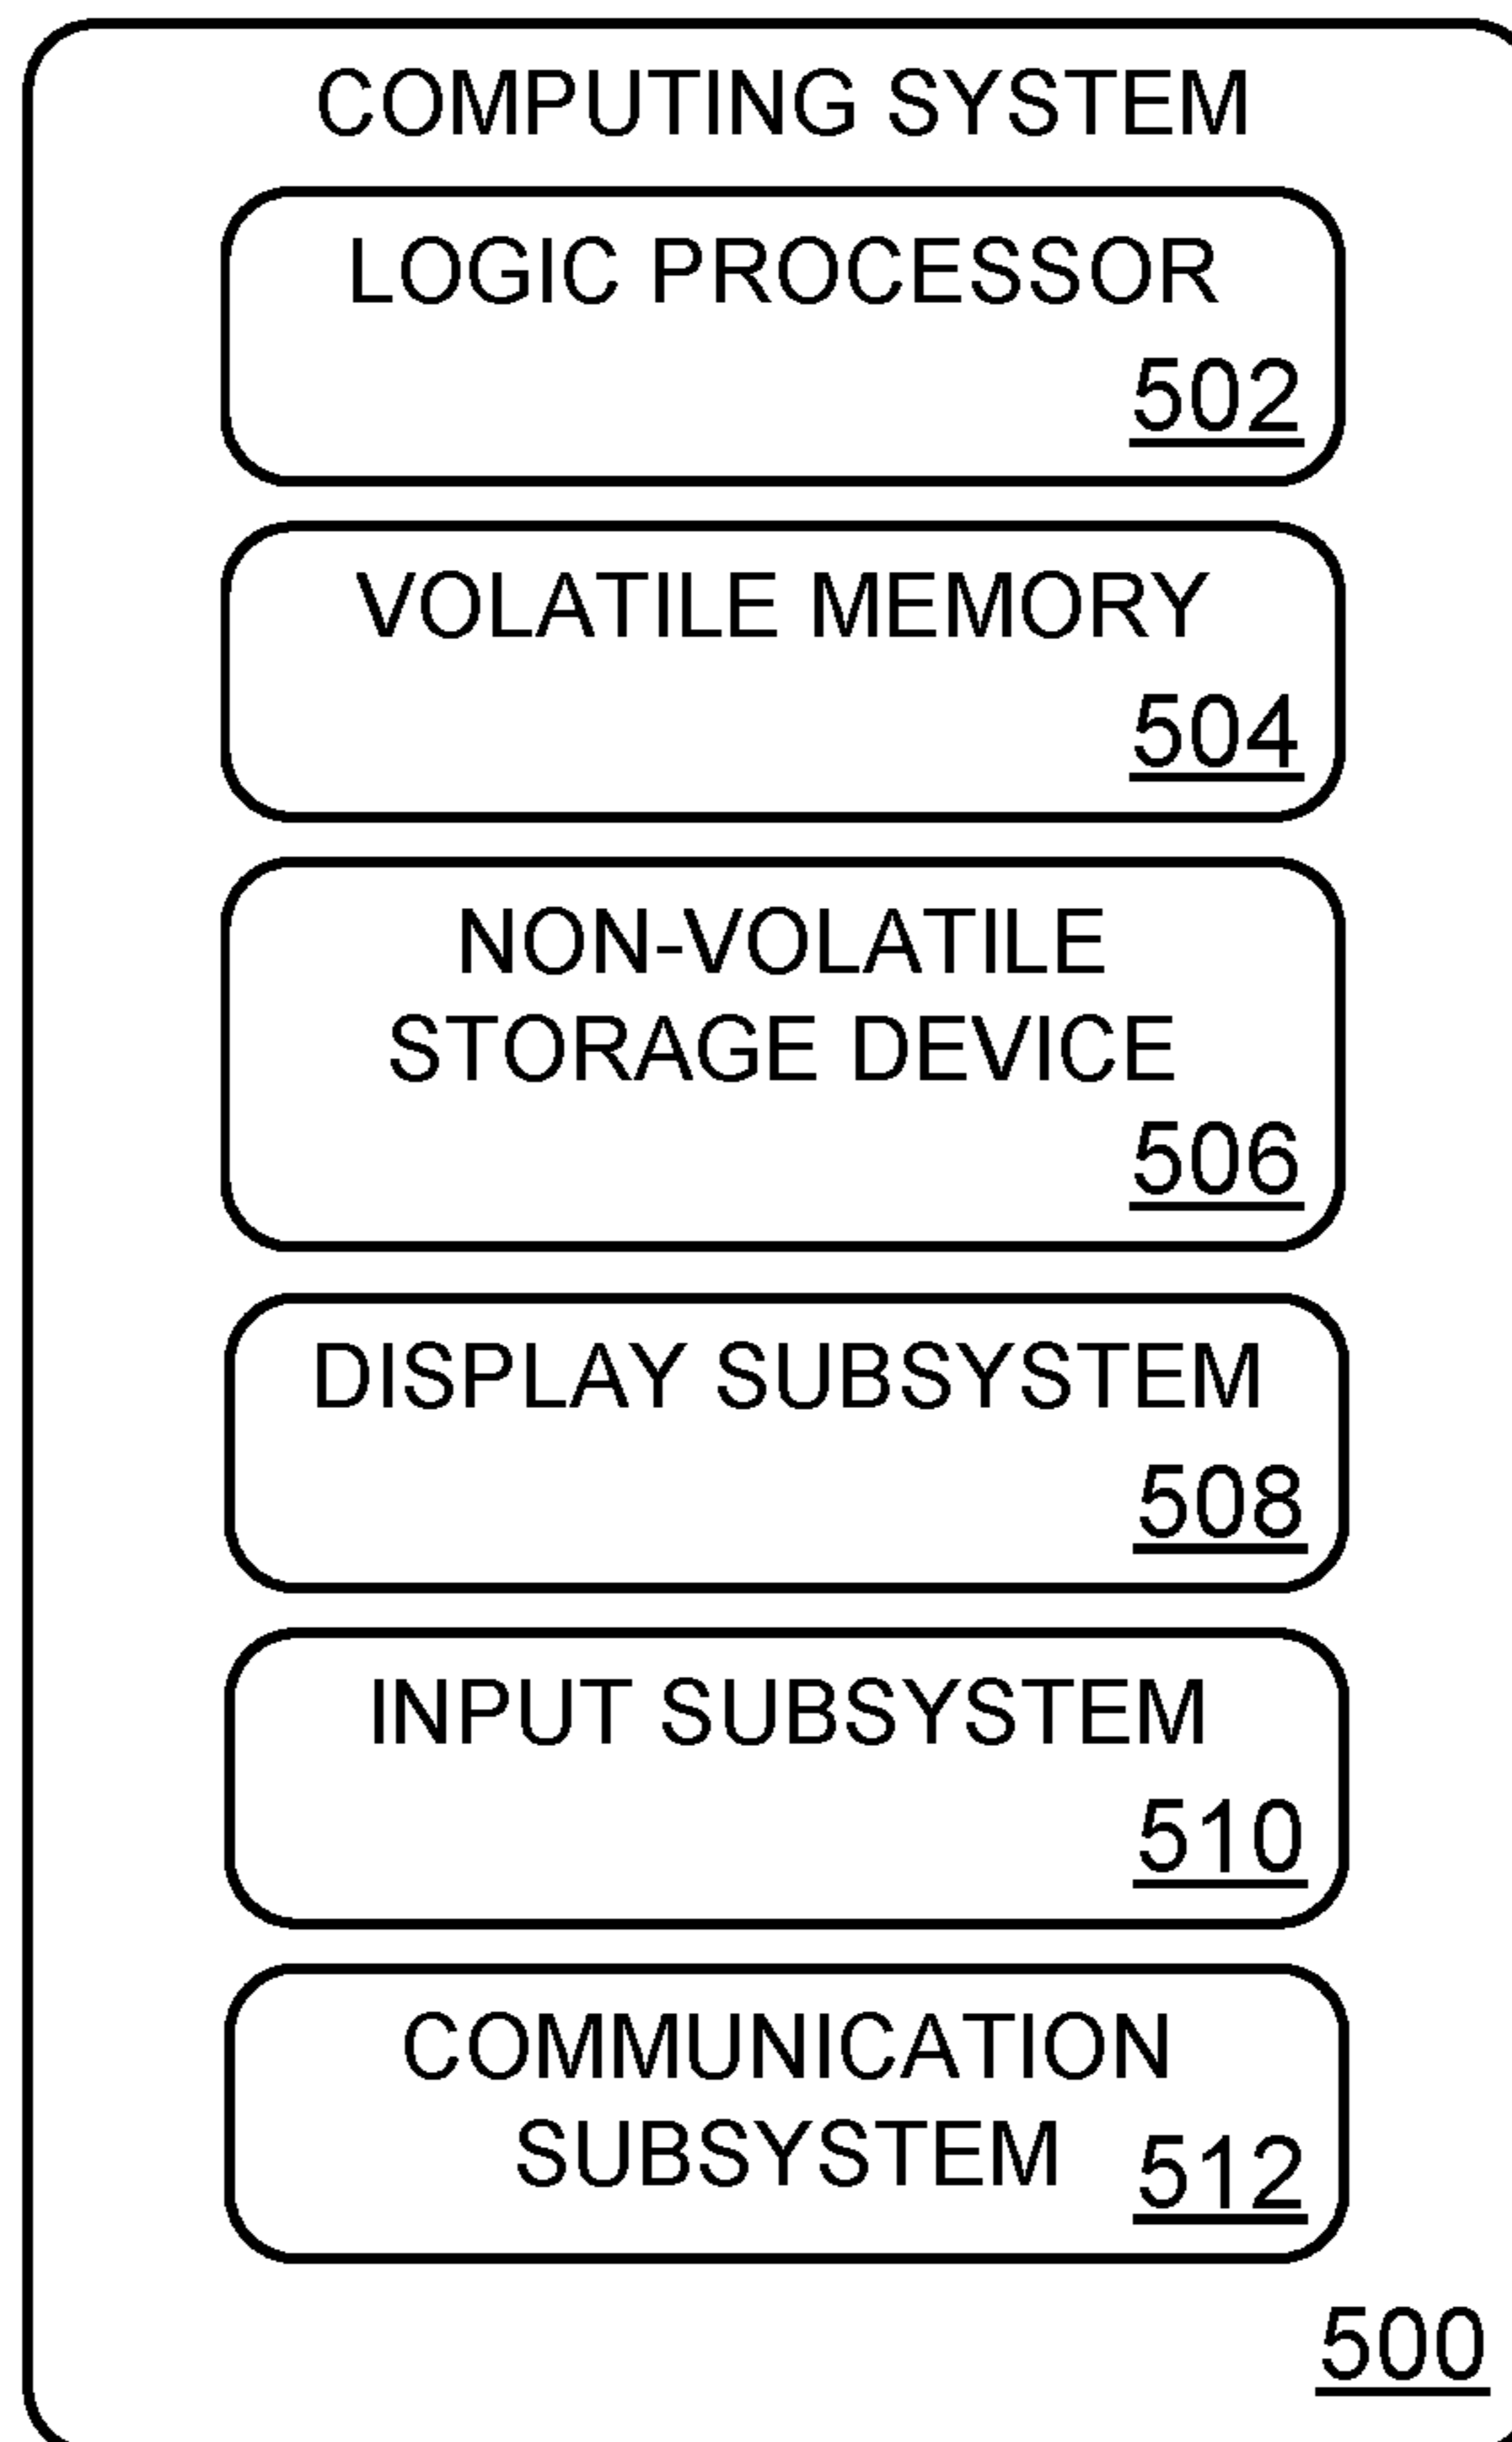 COMPUTING SYSTEM
LOGIC PROCESSOR
502
VOLATILE MEMORY
504
NON-VOLATILE
STORAGE DEVICE
506
DISPLAY SUBSYSTEM
508
INPUT SUBSYSTEM
510
COMMUNICATION
SUBSYSTEM 512
500